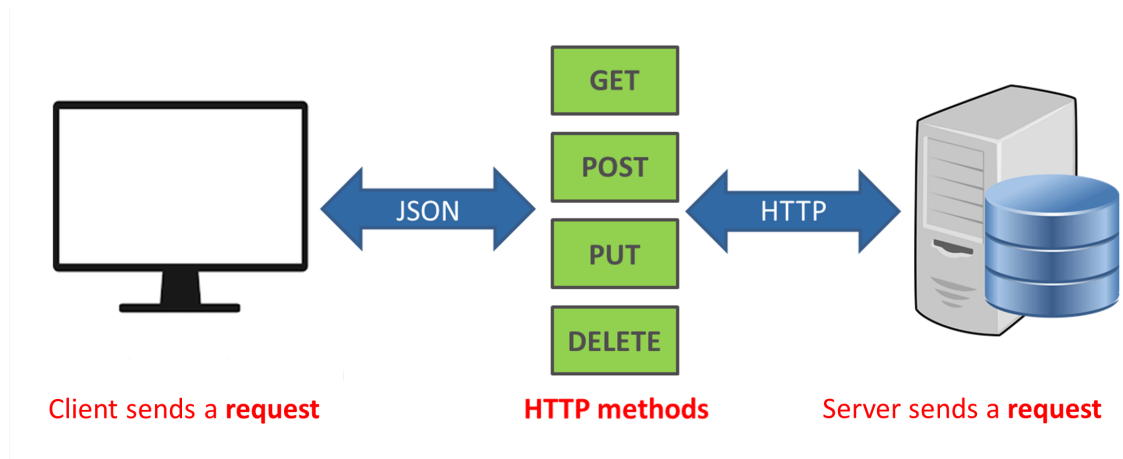 GET
POST
JSON
HTTP
PUT
DELETE
Client sends a request
HTTP methods
Server sends a request